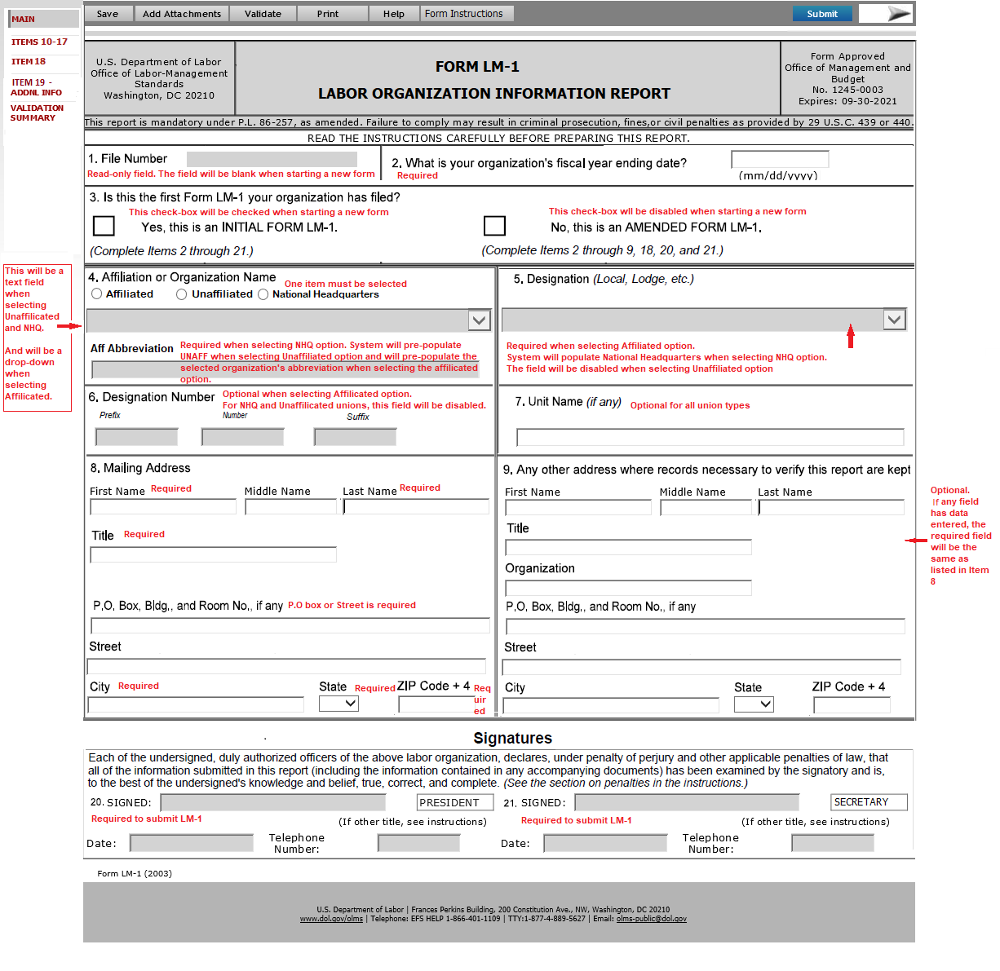 MAIN
ITEMS 10-17
ITEM 18
ITEM 19 -
ADDNL INFO
VALIDATION
SUMMARY
Save
Add Attachments
Validate
Print
Help
Form Instructions
Submit
U.S. Department of Labor
Office of Labor-Management
Standards
Washington, DC 20210
FORM LM-1
LABOR ORGANIZATION INFORMATION REPORT
Form Approved
Office of Management and
Budget
No. 1245-0003
Expires: 09-30-2021
This report is mandatory under P.L. 86-257, as amended. Failure to comply may result in criminal prosecution, fines,or civil penalties as provided by 29 U.S.C. 439 or 440.
READ THE INSTRUCTIONS CAREFULLY BEFORE PREPARING THIS REPORT.
1. File Number
Read-only field. The field will be blank when starting a new form
2. What is your organization's fiscal year ending date?
Required
(mm/dd/yyyy)
3. Is this the first Form LM-1 your organization has filed?
This check-box will be checked when starting a new form
Yes, this is an INITIAL FORM LM-1.
(Complete Items 2 through 21.)
This check-box wll be disabled when starting a new form
No, this is an AMENDED FORM LM-1.
(Complete Items 2 through 9, 18, 20, and 21.)
This will be a
text field
when
selecting
Unaffilicated
and NHQ.
And will be a
drop-down
when
selecting
Affilicated.
4. Affiliation or Organization Name
One item must be selected
Affiliated
Unaffiliated
National Headquarters
Aff Abbreviation
Required when selecting NHQ option. System will pre-populate
UNAFF when selecting Unaffiliated option and will pre-populate the
selected organization's abbreviation when selecting the affilicated
option.
5. Designation (Local, Lodge, etc.)
Required when selecting Affiliated option.
System will populate National Headquarters when selecting NHQ option.
The field will be disabled when selecting Unaffiliated option
6. Designation Number
Optional when selecting Affilicated option.
For NHQ and Unaffilicated unions, this field will be disabled.
Prefix
Number
Suffix
7. Unit Name (if any)
Optional for all union types
8. Mailing Address
First Name
Required
Middle Name
Last Name
Required
Title
Required
P.O. Box, Bldg., and Room No., if any
P.O box or Street is required
Street
City
Required
State
Required
ZIP Code + 4
Req
uir
ed
9. Any other address where records necessary to verify this report are kept
First Name
Middle Name
Last Name
Title
Organization
P.O. Box, Bldg., and Room No., if any
Street
City
State
ZIP Code + 4
Optional.
If any field
has data
entered, the
required field
will be the
same as
listed in Item
8
Signatures
Each of the undersigned, duly authorized officers of the above labor organization, declares, under penalty of perjury and other applicable penalties of law, that
all of the information submitted in this report (including the information contained in any accompanying documents) has been examined by the signatory and is,
to the best of the undersigned's knowledge and belief, true, correct, and complete. (See the section on penalties in the instructions.)
20. SIGNED:
PRESIDENT
Required to submit LM-1
(If other title, see instructions)
Date:
Telephone
Number:
21. SIGNED:
SECRETARY
Required to submit LM-1
(If other title, see instructions)
Date:
Telephone
Number:
Form LM-1 (2003)
U.S. Department of Labor | Frances Perkins Building, 200 Constitution Ave., NW, Washington, DC 20210
www.dol.gov/olms | Telephone: EFS HELP 1-866-401-1109 | TTY:1-877-4-889-5627 | Email: olms-public@dol.gov